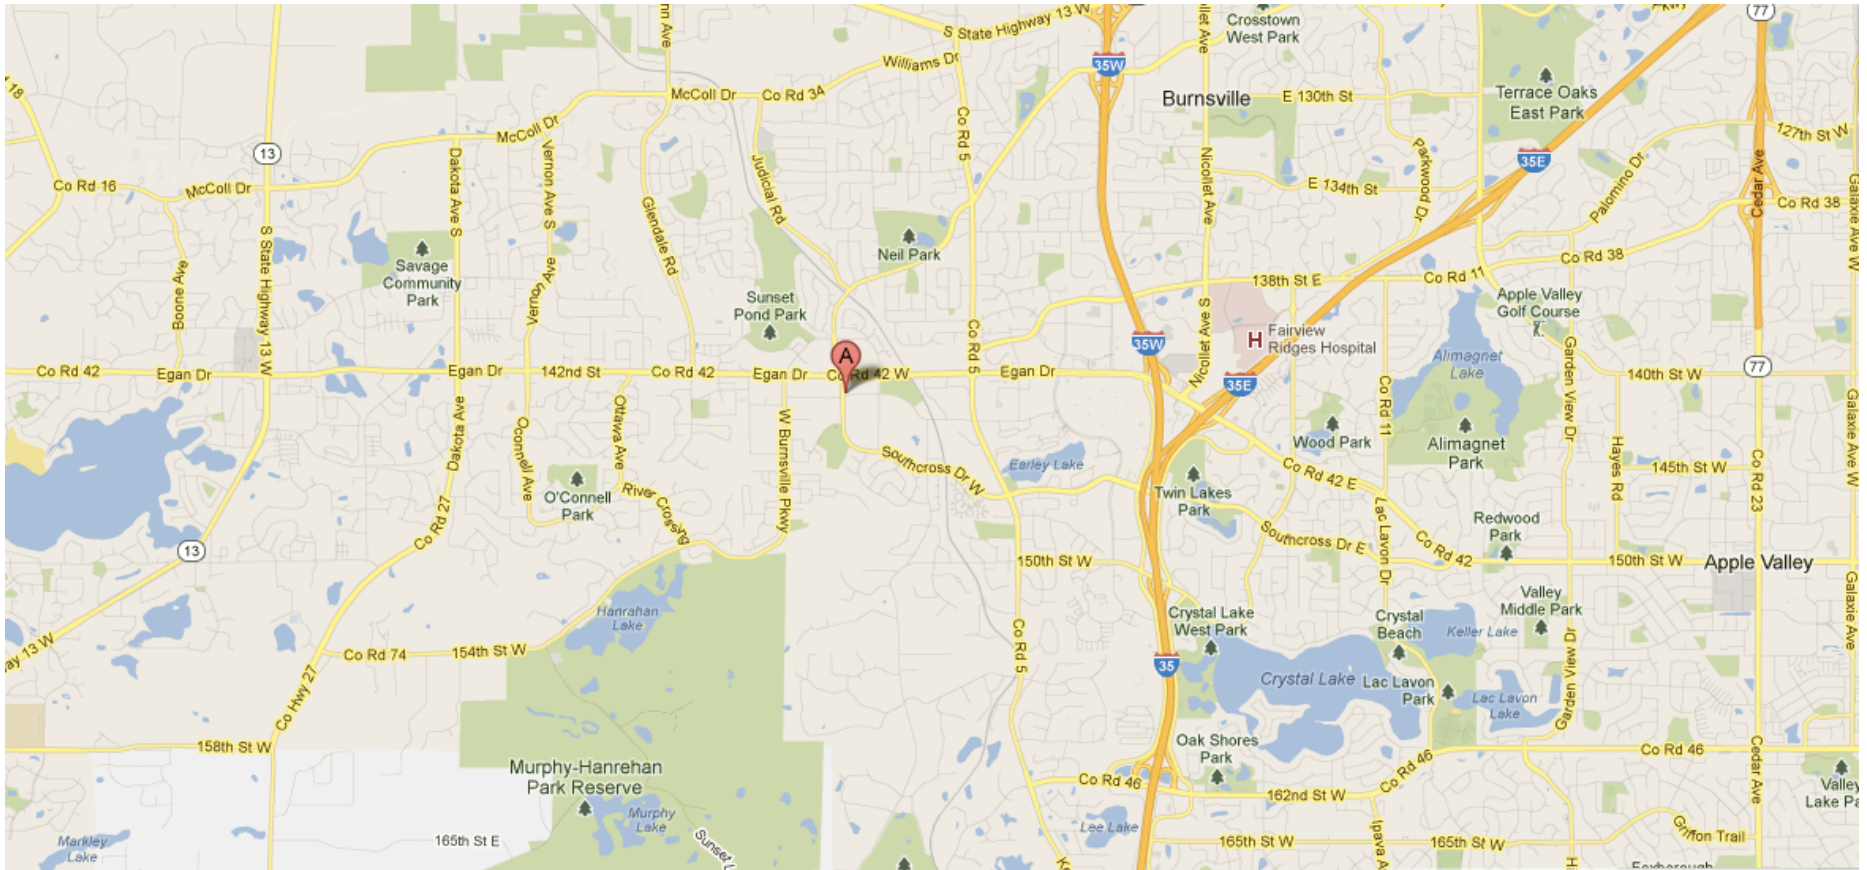 Crosstown
West Park
S State Highway 13 W
77
Williams Dr
35W
Nicollet Ave
Terrace Oaks
East Park
McColl Dr
Co Rd 34
Burnsville
E 130th St
18
Co Rd 5
McColl Dr
127th St W
13
Dakota Ave S
Vernon Ave S
Judicial Rd
Parkwood Dr
35E
Palomino Dr
Cedar Ave
Galaxie Ave W
Co Rd 16
McColl Dr
Glendale Rd
E 134th St
Co Rd 38
S State Highway 13 W
Boone Ave
Savage
Community
Park
Vernon Ave
Neil Park
Co Rd 38
138th St E
Co Rd 11
Sunset
Pond Park
Apple Valley
Golf Course
Co Rd 5
Nicollet Ave S
35W
H
Fairview
Ridges Hospital
Alimagnet
Lake
Garden View Dr
A
Co Rd 42
Egan Dr
Egan Dr
142nd St
Co Rd 42
Egan Dr
Co Rd 42 W
Egan Dr
35E
140th St W
77
Dakota Ave
Oconnell Ave
Ottawa Ave
W Burnsville Pkwy
Co Rd 11
Galaxie Ave W
Wood Park
Alimagnet
Park
Southcross Dr W
Earley Lake
Co Rd 42 E
Hayes Rd
145th St W
Co Rd 23
O'Connell
Park
River Crossing
Twin Lakes
Park
Lac Lavon Dr
Redwood
Park
Co Rd 27
Southcross Dr E
Co Rd 42
13
150th St W
150th St W
Apple Valley
Hanrahan
Lake
Crystal Lake
West Park
Crystal
Beach
Keller Lake
Valley
Middle Park
Galaxie Ave
Co Rd 74
154th St W
Co Rd 5
35
Crystal Lake
Lac Lavon
Park
Lac Lavon
Lake
Garden View Dr
Co Hwy 27
158th St W
Oak Shores
Park
Co Rd 46
Murphy-Hanrehan
Park Reserve
Co Rd 46
Co Rd 46
162nd St W
Cedar Ave
Valley
Murphy
Lake
Lee Lake
Markley
Lake
165th St E
165th St W
165th St W
Griffon Trail